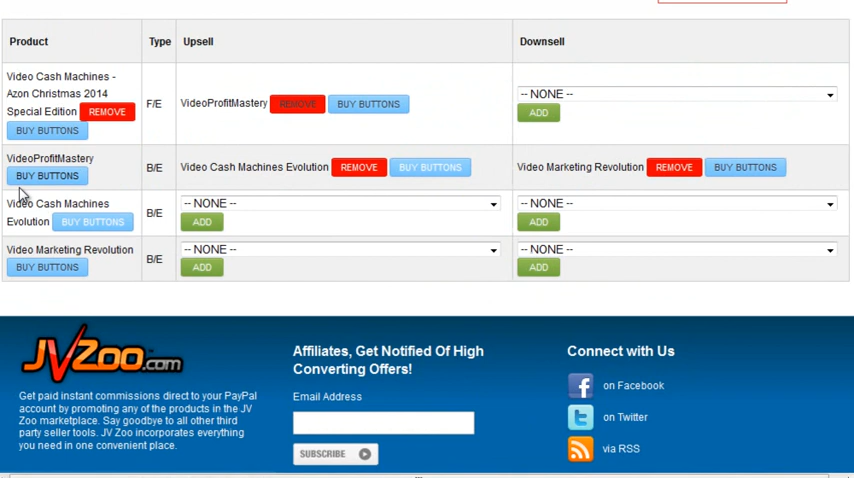 Product Type Upsell Downsell
Video Cash Machines -
Azon Christmas 2014
Special Edition REMOVE
BUY BUTTONS
F/E
VideoProfitMastery REMOVE BUY BUTTONS
-- NONE --
ADD
VideoProfitMastery
BUY BUTTONS
B/E
Video Cash Machines Evolution REMOVE BUY BUTTONS
Video Marketing Revolution REMOVE BUY BUTTONS
Video Cash Machines
Evolution BUY BUTTONS
B/E
-- NONE --
ADD
-- NONE --
ADD
Video Marketing Revolution
BUY BUTTONS
B/E
-- NONE --
ADD
-- NONE --
ADD
JVZoo.com
Get paid instant commissions direct to your PayPal
account by promoting any of the products in the JV
Zoo marketplace. Say goodbye to all other third
party seller tools. JV Zoo incorporates everything
you need in one convenient place.
Affiliates, Get Notified Of High
Converting Offers!
Email Address
SUBSCRIBE
Connect with Us
on Facebook
on Twitter
via RSS